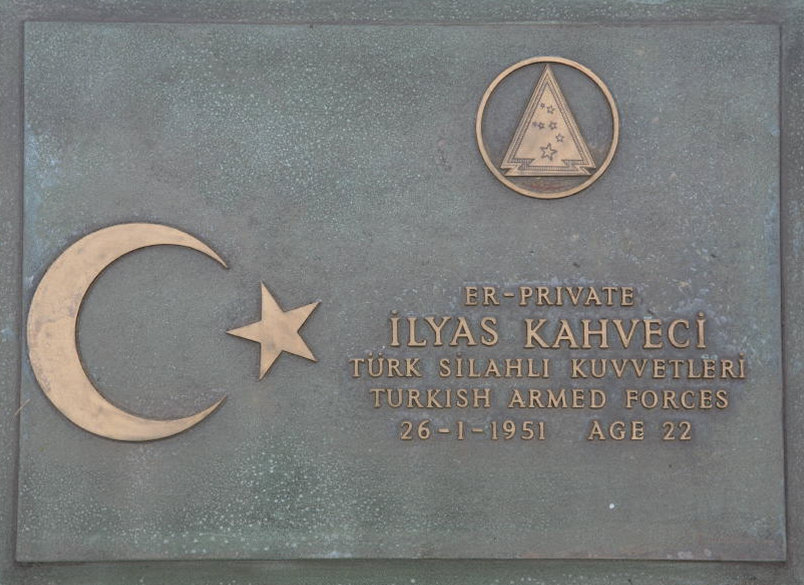 ER-PRIVATE
İLYAS KAHVECİ
TÜRK SİLAHLI KUVVETLERİ
TURKISH ARMED FORCES
26-1-1951 AGE 22